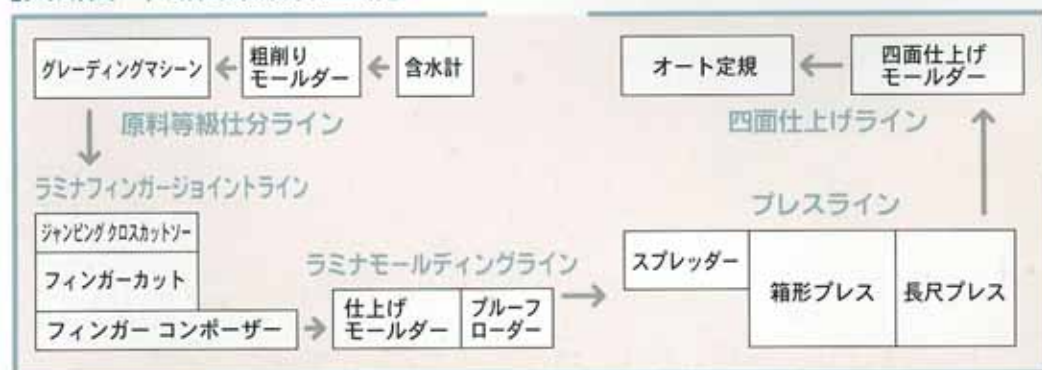 グレーディングマシーン
粗削り
モールダー
含水計
原料等級仕分ライン
ラミナフィンガージョイントライン
ジャンピングクロスカットソー
フィンガーカット
フィンガー コンポーザー
ラミナモールディングライン
仕上げ
モールダー
プルーフ
ローダー
プレスライン
スプレッダー
箱形プレス
長尺プレス
四面仕上げライン
四面仕上げ
モールダー
オート定規